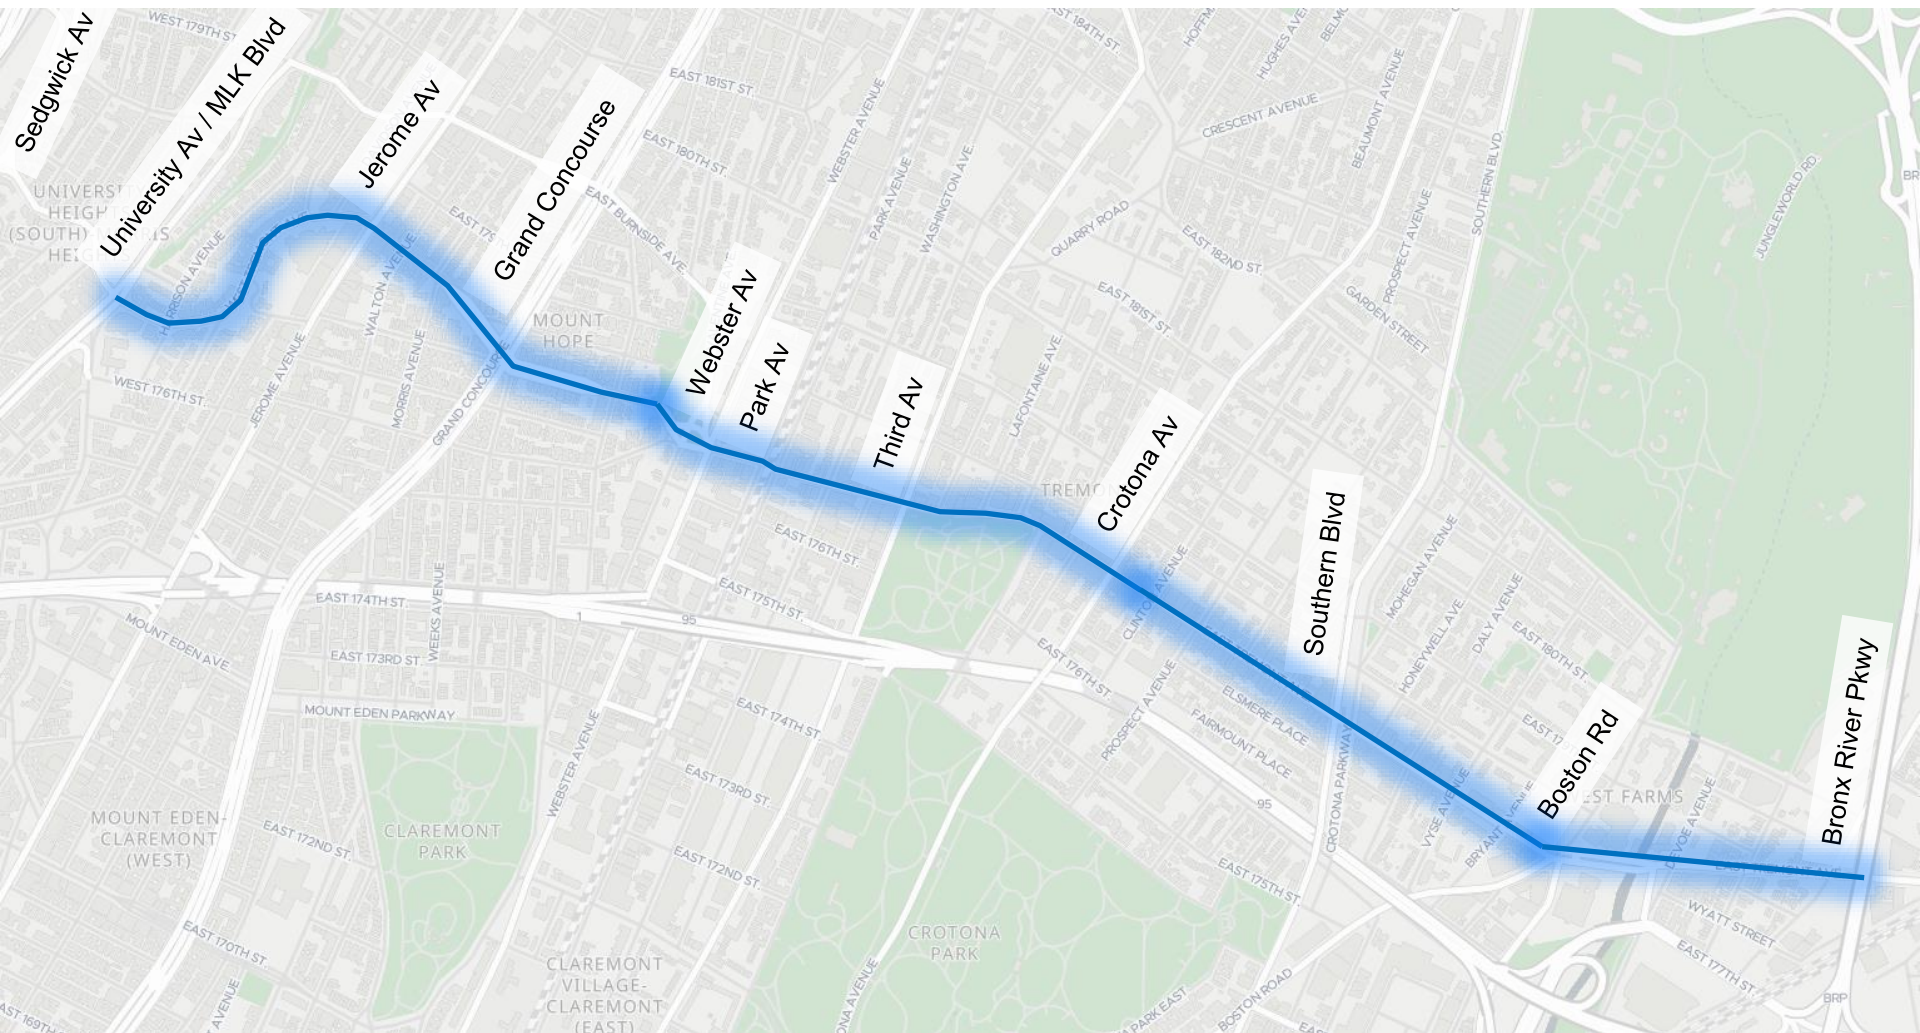 Sedgwick Av
University Av / MLK Blvd
Jerome Av
Grand Concourse
Webster Av
Park Av
Third Av
Crotona Av
Southern Blvd
Boston Rd
Bronx River Pkwy
WEST 179TH ST.
EAST 181ST ST.
EAST 180TH ST.
EAST BURNSIDE AVE.
WEBSTER AVENUE
PARK AVENUE
WASHINGTON AVE.
EAST 184TH ST.
CRESCENT AVENUE
BEAUMONT AVENUE
SOUTHERN BLVD.
PROSPECT AVENUE
JUNGLEWORLD RD.
QUARRY ROAD
EAST 182ND ST.
EAST 181ST ST.
GARDEN STREET
LAFONTAINE AVE.
HARRISON AVENUE
WALTON AVENUE
MORRIS AVENUE
JEROME AVENUE
GRAND CONCOURSE
WEST 176TH ST.
MOUNT
HOPE
EAST 176TH ST.
EAST 175TH ST.
EAST 174TH ST.
WEEKS AVENUE
MOUNT EDEN AVE
EAST 173RD ST
MOUNT EDEN PARKWAY
1
95
EAST 176TH ST.
CLINTON AVENUE
PROSPECT AVENUE
ELSMERE PLACE
FAIRMOUNT PLACE
95
CROTONA PARKWAY
MOHEGAN AVENUE
HONEYWELL AVE
DALY AVENUE
EAST 180TH ST.
VYSE AVENUE
BRYANT AVENUE
WEST FARMS
DEVOE AVENUE
EAST TREMONT AVE
WYATT STREET
EAST 177TH ST.
BRP
EAST 174TH ST
EAST 173RD ST.
EAST 172ND ST.
EAST 175TH ST.
WEBSTER AVENUE
MOUNT EDEN-
CLAREMONT
(WEST)
EAST 172ND ST.
EAST 170TH ST.
CLAREMONT
PARK
CLAREMONT
VILLAGE-
CLAREMONT
(EAST)
CROTONA
PARK
BOSTON ROAD